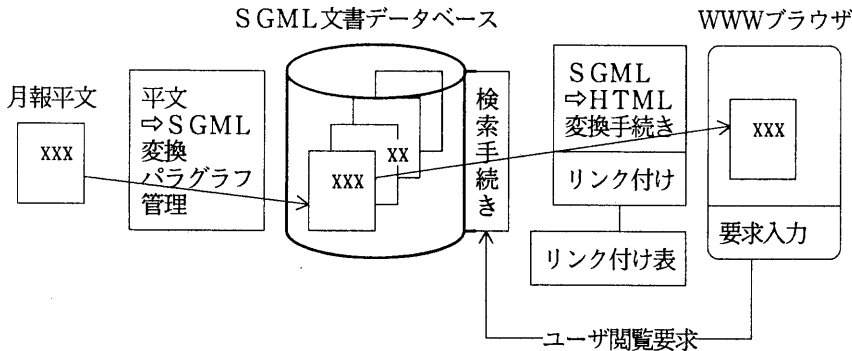 SGML文書データベース
WWWブラウザ
月報平文
xxx
平文
⇨SGML
変換
パラグラフ
管理
xx
xxx
検索手続き
SGML
⇨HTML
変換手続き
リンク付け
リンク付け表
xxx
要求入力
ユーザ閲覧要求